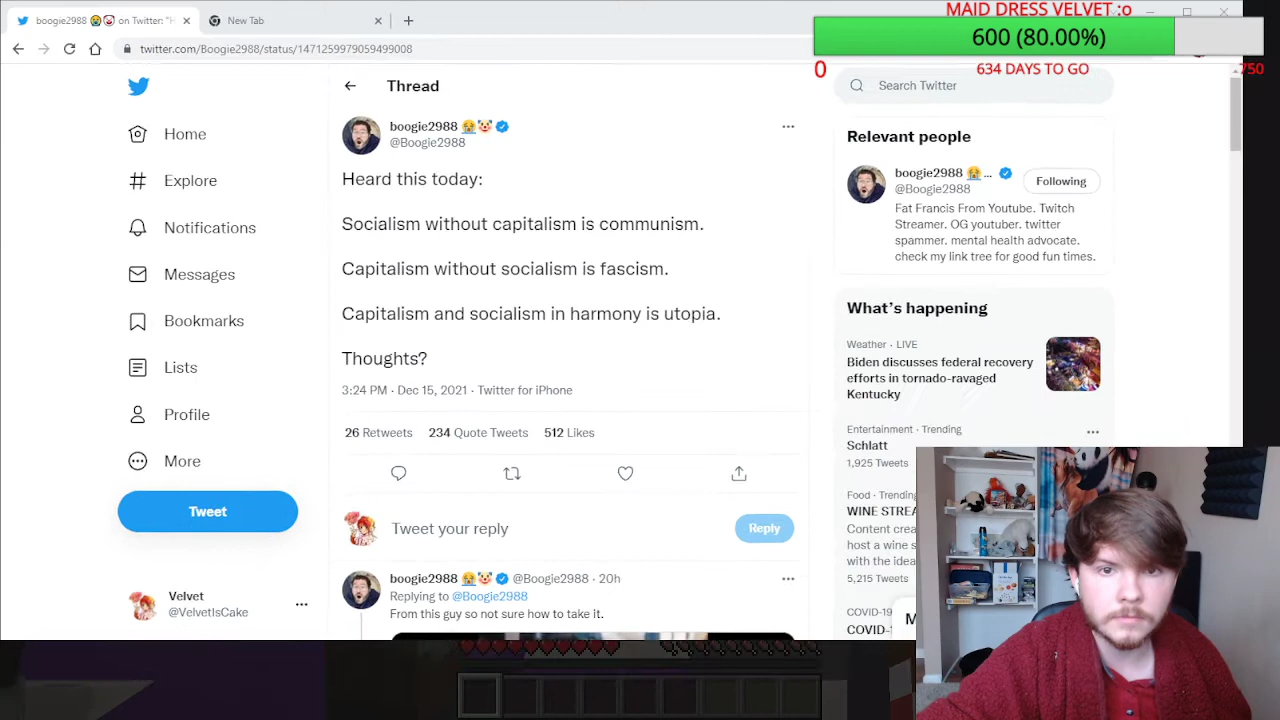 MAID DRESS VELVET :o
boogie2988 😭🤡 on Twitter: "H
New Tab
600 (80.00%)
twitter.com/Boogie2988/status/1471259979059499008
0
634 DAYS TO GO
750
Thread
Search Twitter
Home
Explore
Notifications
Messages
Bookmarks
Lists
Profile
More
Tweet
Velvet
@VelvetIsCake
boogie2988 😭🤡
@Boogie2988
Heard this today:
Socialism without capitalism is communism.
Capitalism without socialism is fascism.
Capitalism and socialism in harmony is utopia.
Thoughts?
3:24 PM · Dec 15, 2021 · Twitter for iPhone
26 Retweets 234 Quote Tweets 512 Likes
Tweet your reply
Reply
boogie2988 😭🤡 @Boogie2988 · 20h
Replying to @Boogie2988
From this guy so not sure how to take it.
Relevant people
boogie2988 😭 ...
@Boogie2988
Following
Fat Francis From Youtube. Twitch
Streamer. OG youtuber. twitter
spammer. mental health advocate.
check my link tree for good fun times.
What's happening
Weather · LIVE
Biden discusses federal recovery
efforts in tornado-ravaged
Kentucky
Entertainment · Trending
Schlatt
1,925 Tweets
Food · Trending
WINE STREA
Content crea
host a wine s
with the idea
5,215 Tweets
COVID-19
COVID-1
M